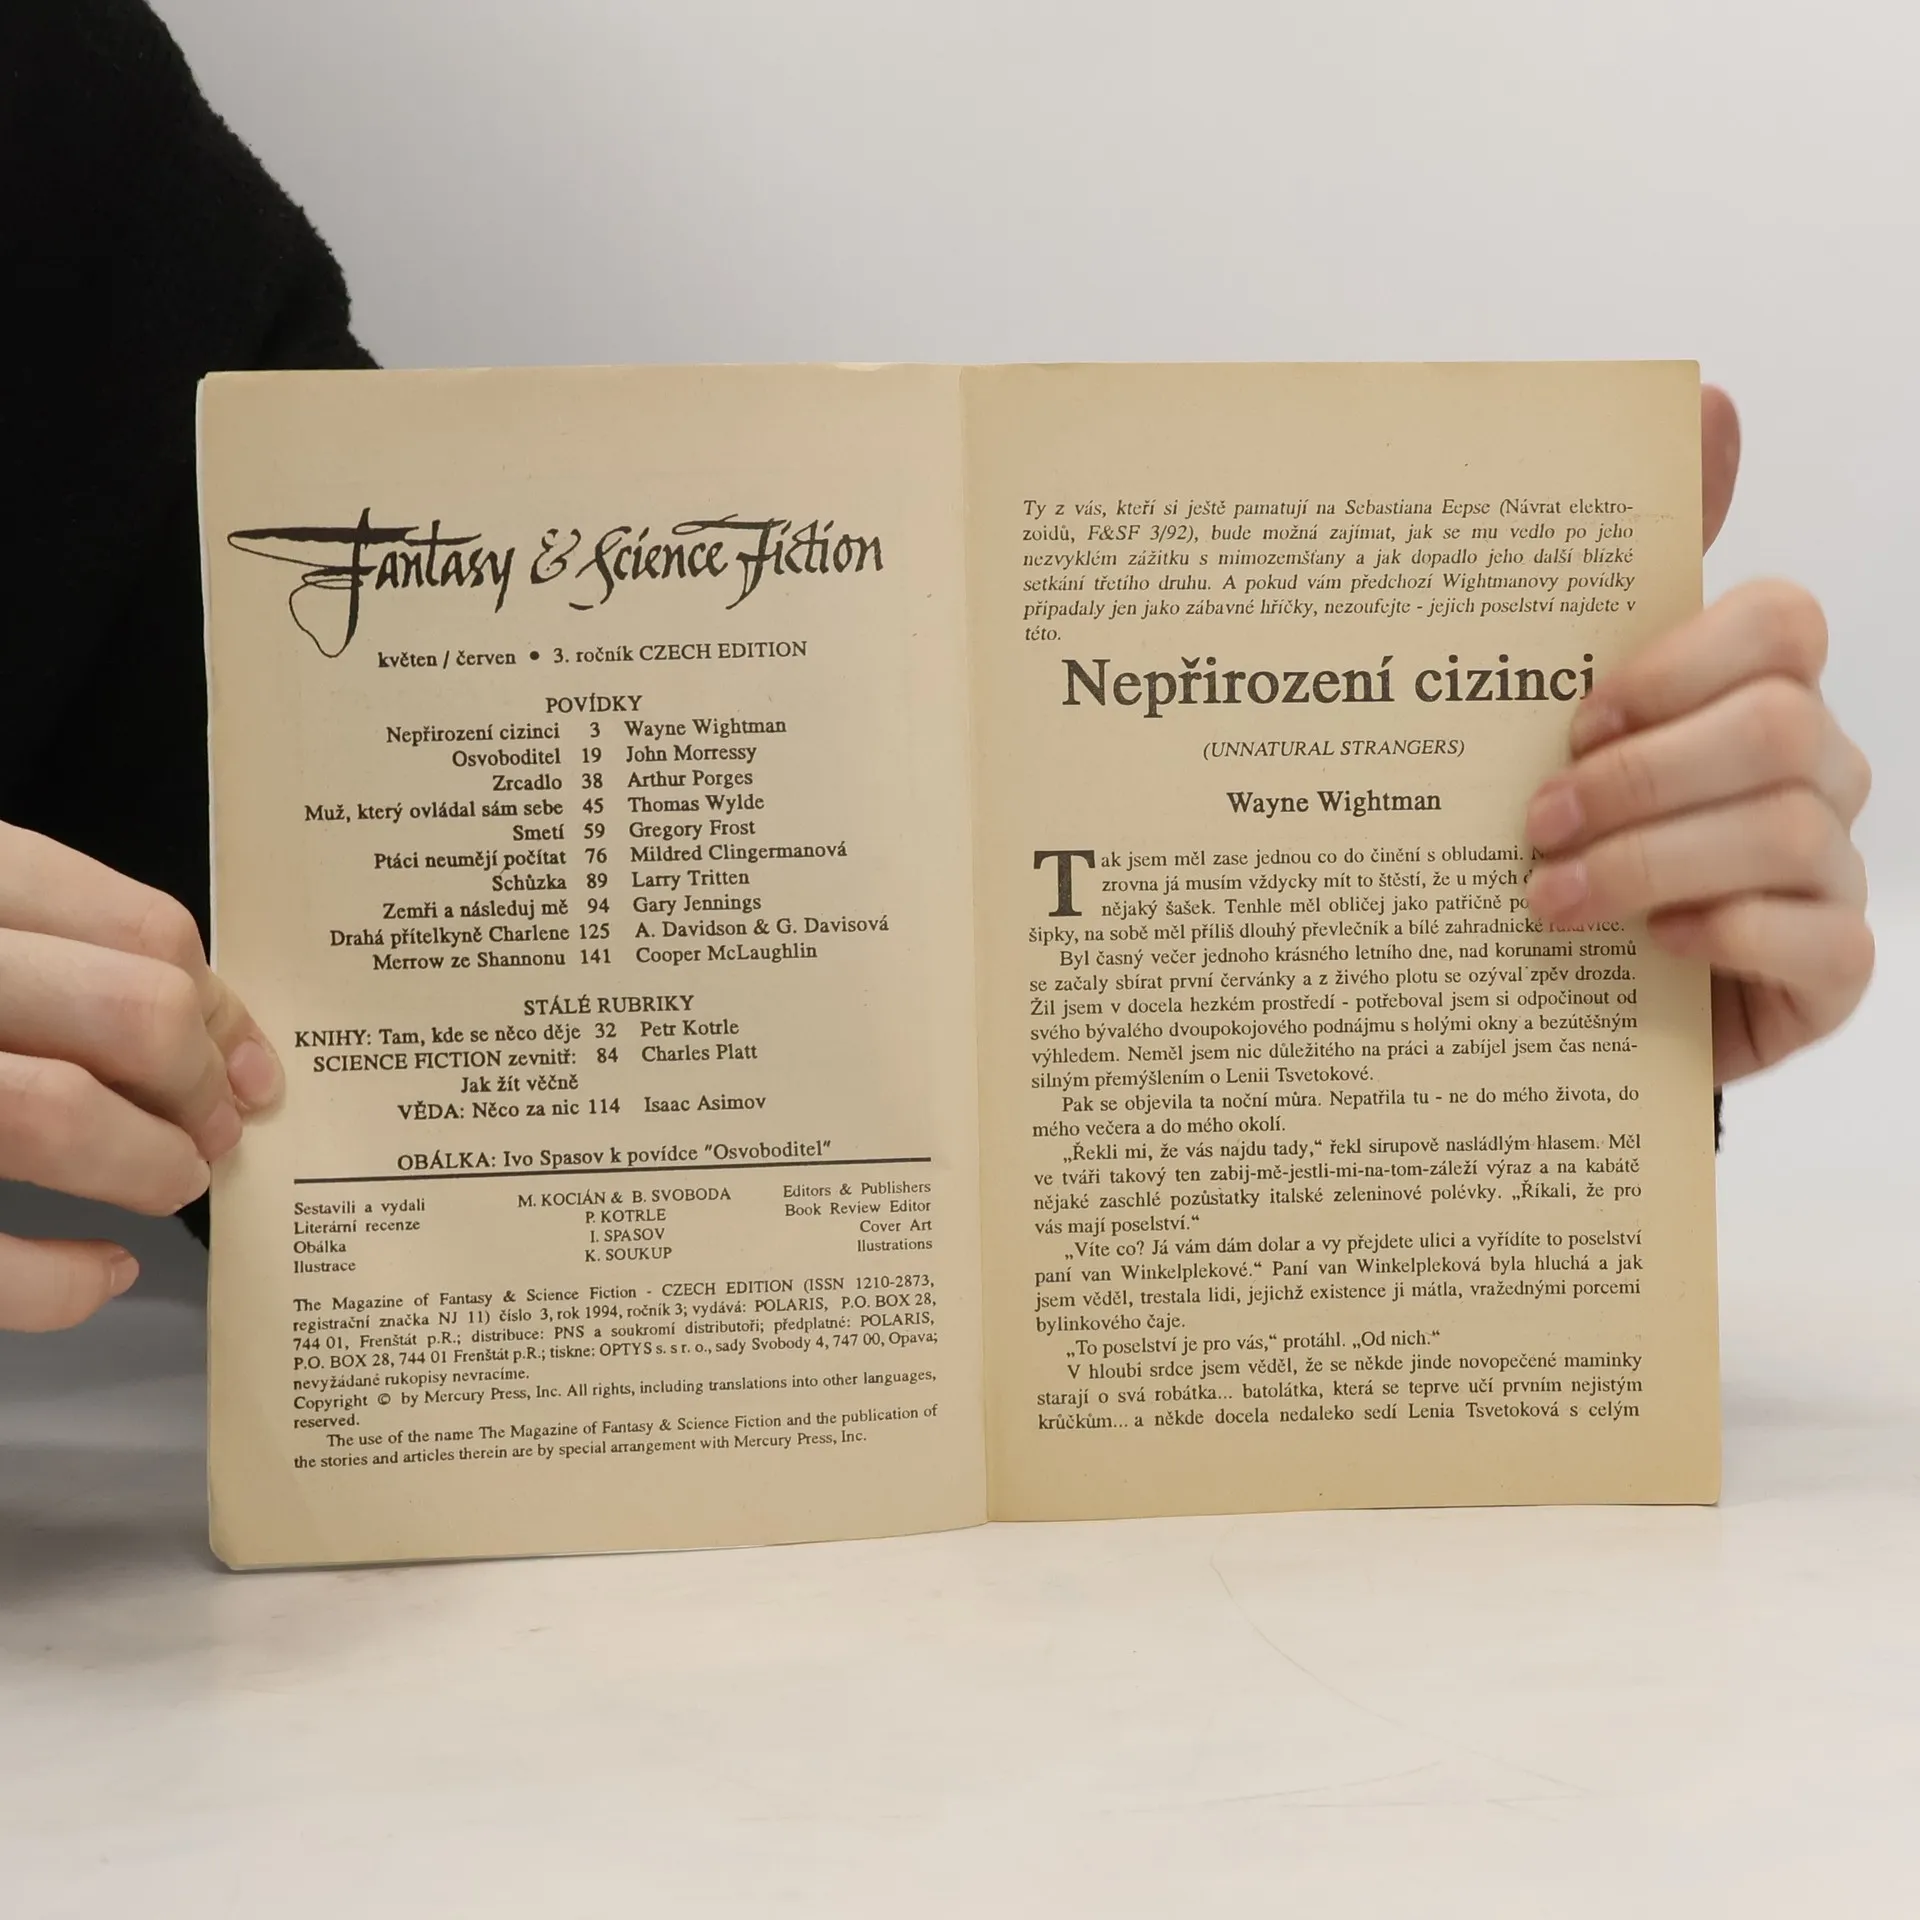 Fantasy & Science Fiction
květen / červen • 3. ročník CZECH EDITION
POVÍDKY
Nepřirození cizinci 3 Wayne Wightman
Osvoboditel 19 John Morressy
Zrcadlo 38 Arthur Porges
Muž, který ovládal sám sebe 45 Thomas Wylde
Smetí 59 Gregory Frost
Ptáci neumějí počítat 76 Mildred Clingermanová
Schůzka 89 Larry Tritten
Zemři a následuj mě 94 Gary Jennings
Drahá přítelkyně Charlene 125 A. Davidson & G. Davisová
Merrow ze Shannonu 141 Cooper McLaughlin
STÁLÉ RUBRIKY
KNIHY: Tam, kde se něco děje 32 Petr Kotrle
SCIENCE FICTION zevnitř: 84 Charles Platt
Jak žít věčně
VĚDA: Něco za nic 114 Isaac Asimov
OBÁLKA: Ivo Spasov k povídce "Osvoboditel"
Sestavili a vydali M. KOCIÁN & B. SVOBODA Editors & Publishers
Literární recenze P. KOTRLE Book Review Editor
Obálka I. SPASOV Cover Art
Ilustrace K. SOUKUP Ilustrations
The Magazine of Fantasy & Science Fiction - CZECH EDITION (ISSN 1210-2873,
registrační značka NJ 11) číslo 3, rok 1994, ročník 3; vydává: POLARIS, P.O. BOX 28,
744 01, Frenštát p.R.; distribuce: PNS a soukromí distributoři; předplatné: POLARIS,
P.O. BOX 28, 744 01 Frenštát p.R.; tiskne: OPTYS s. s r. o., sady Svobody 4, 747 00, Opava;
nevyžádané rukopisy nevracíme.
Copyright © by Mercury Press, Inc. All rights, including translations into other languages,
reserved.
The use of the name The Magazine of Fantasy & Science Fiction and the publication of
the stories and articles therein are by special arrangement with Mercury Press, Inc.
Ty z vás, kteří si ještě pamatují na Sebastiana Eepse (Návrat elektro-
zoidů, F&SF 3/92), bude možná zajímat, jak se mu vedlo po jeho
nezvyklém zážitku s mimozemšťany a jak dopadlo jeho další blízké
setkání třetího druhu. A pokud vám předchozí Wightmanovy povídky
připadaly jen jako zábavné hříčky, nezoufejte - jejich poselství najdete v
této.
Nepřirození cizinci
(UNNATURAL STRANGERS)
Wayne Wightman
Tak jsem měl zase jednou co do činění s obludami.
zrovna já musím vždycky mít to štěstí, že u mých
nějaký šašek. Tenhle měl obličej jako patřičně
šipky, na sobě měl příliš dlouhý převlečník a bílé zahradnické rukavice.
Byl časný večer jednoho krásného letního dne, nad korunami stromů
se začaly sbírat první červánky a z živého plotu se ozýval zpěv drozda.
Žil jsem v docela hezkém prostředí - potřeboval jsem si odpočinout od
svého bývalého dvoupokojového podnájmu s holými okny a bezútěšným
výhledem. Neměl jsem nic důležitého na práci a zabíjel jsem čas nená-
silným přemýšlením o Lenii Tsvetokové.
Pak se objevila ta noční můra. Nepatřila tu - ne do mého života, do
mého večera a do mého okolí.
„Řekli mi, že vás najdu tady,“ řekl sirupově nasládlým hlasem. Měl
ve tváři takový ten zabij-mě-jestli-mi-na-tom-záleží výraz a na kabátě
nějaké zaschlé pozůstatky italské zeleninové polévky. „Říkali, že pro
vás mají poselství.“
„Víte co? Já vám dám dolar a vy přejdete ulici a vyřídíte to poselství
paní van Winkelplekové.“ Paní van Winkelpleková byla hluchá a jak
jsem věděl, trestala lidi, jejichž existence ji mátla, vražednými porcemi
bylinkového čaje.
„To poselství je pro vás,“ protáhl. „Od nich.“
V hloubi srdce jsem věděl, že se někde jinde novopečené maminky
starají o svá robátka... batolátka, která se teprve učí prvním nejistým
krůčkům... a někde docela nedaleko sedí Lenia Tsvetoková s celým